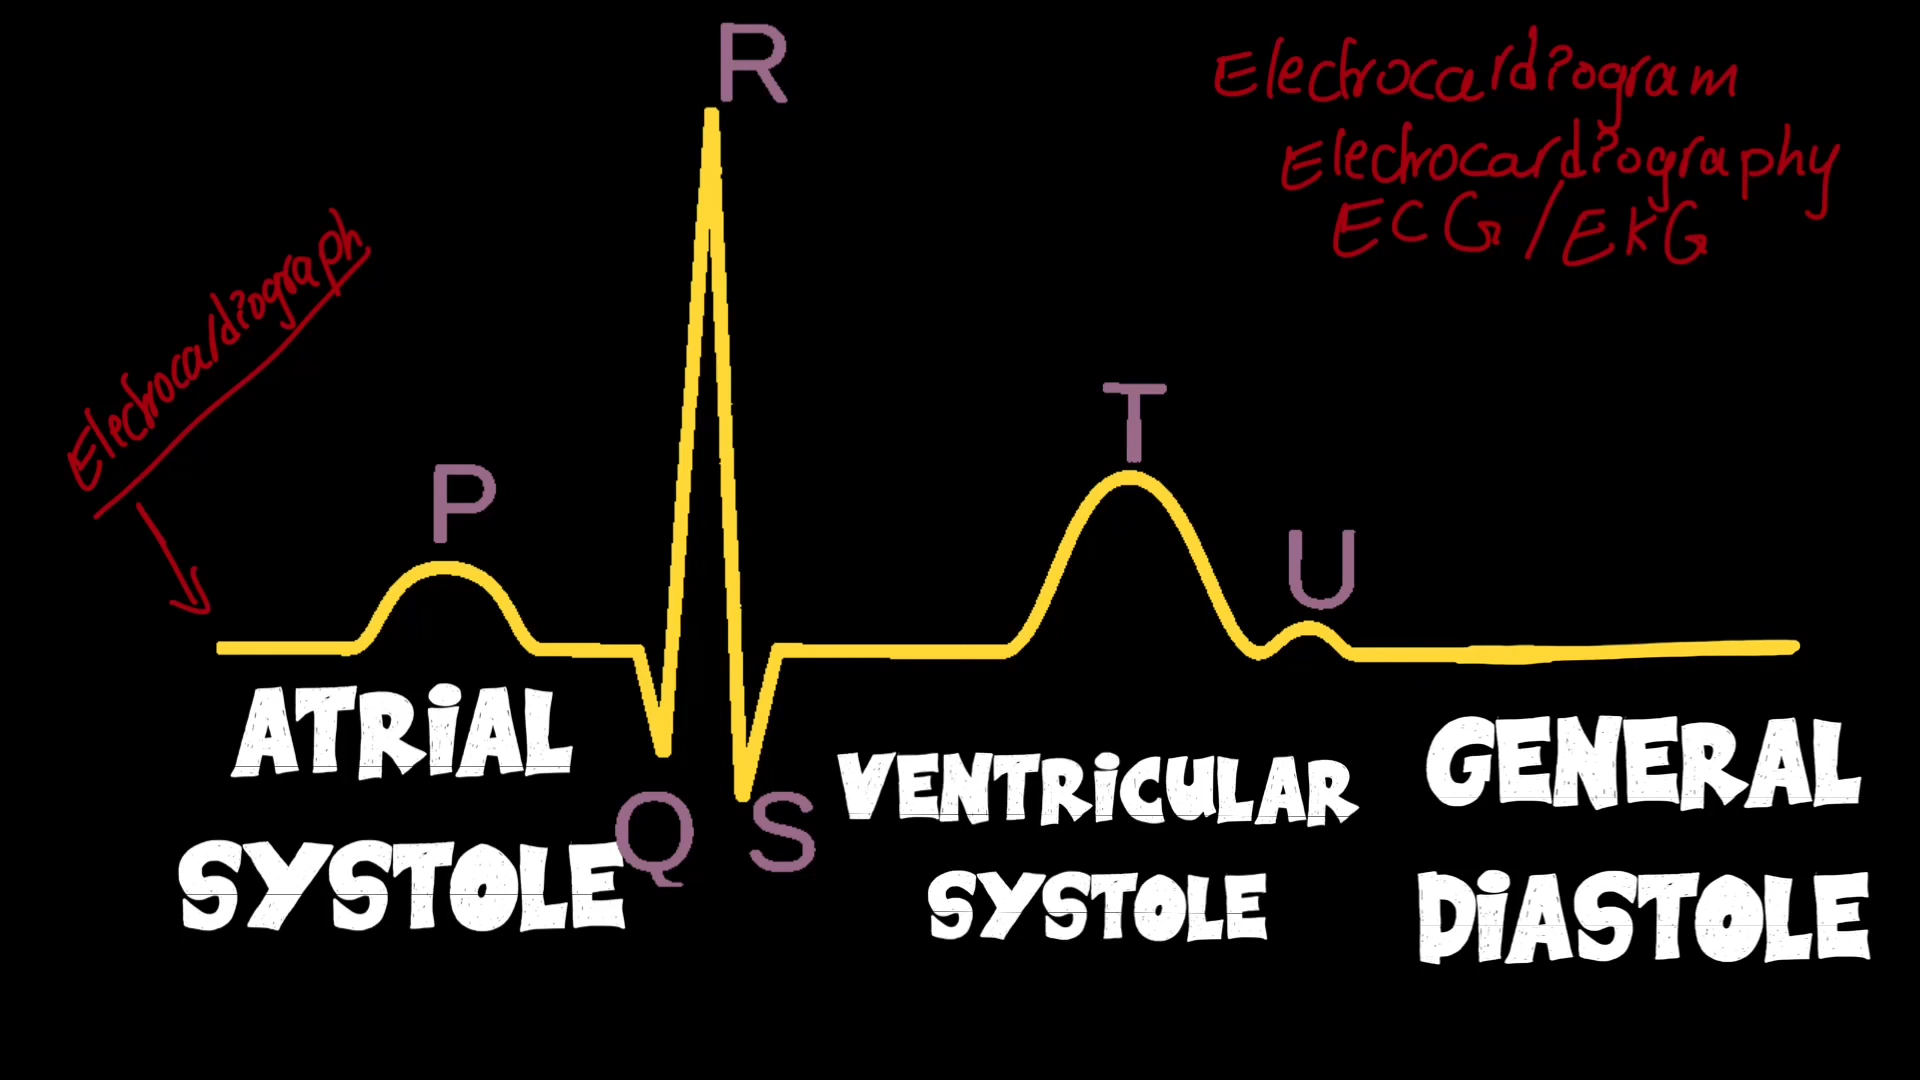 R
Electrocardiogram
Electrocardiography
ECG/EKG
Electrocardiograph
P
T
U
ATRiAL
SYSTOLE
Q
S
VENTRiCULAR
SYSTOLE
GENERAL
DiASTOLE